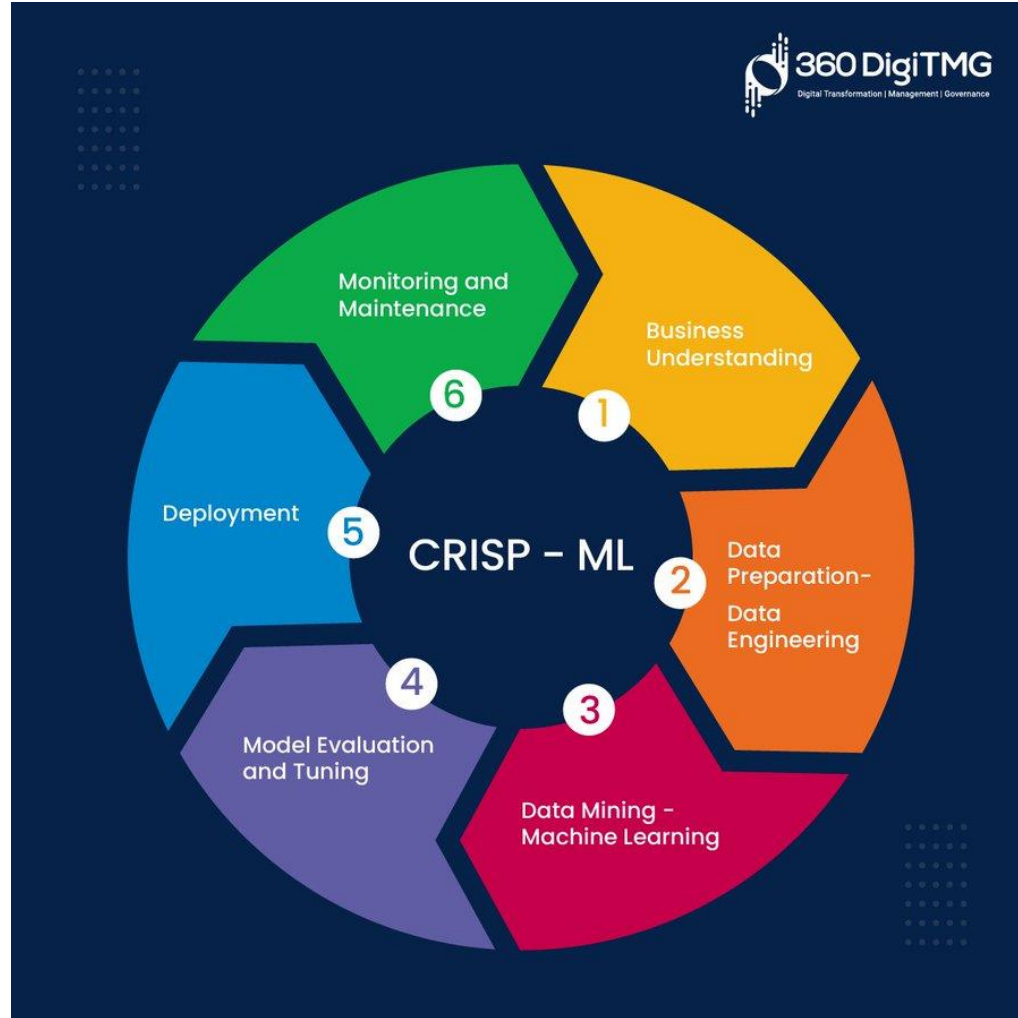 360 DigiTMG
Digital Transformation | Management | Governance
Monitoring and
Maintenance
6
Business
Understanding
1
Deployment
5
CRISP - ML
2
Data
Preparation-
Data
Engineering
4
Model Evaluation
and Tuning
3
Data Mining -
Machine Learning